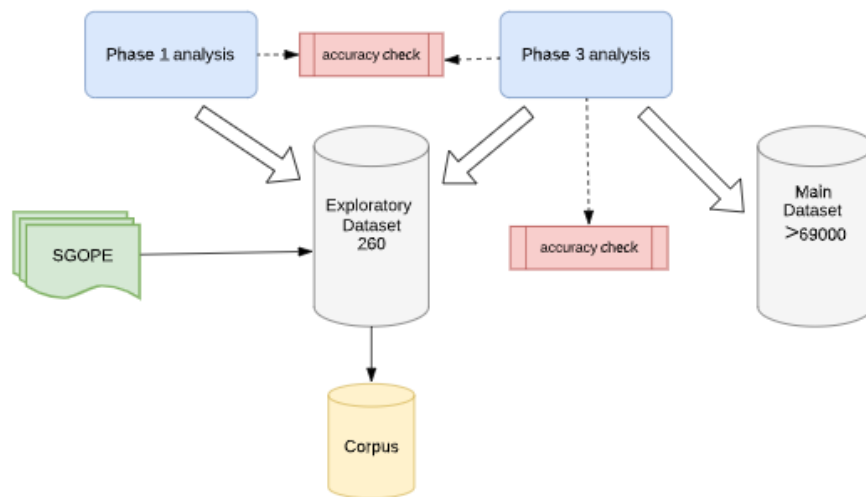 Phase 1 analysis
accuracy check
Phase 3 analysis
Exploratory
Dataset
260
Main
Dataset
>69000
SGOPE
accuracy check
Corpus